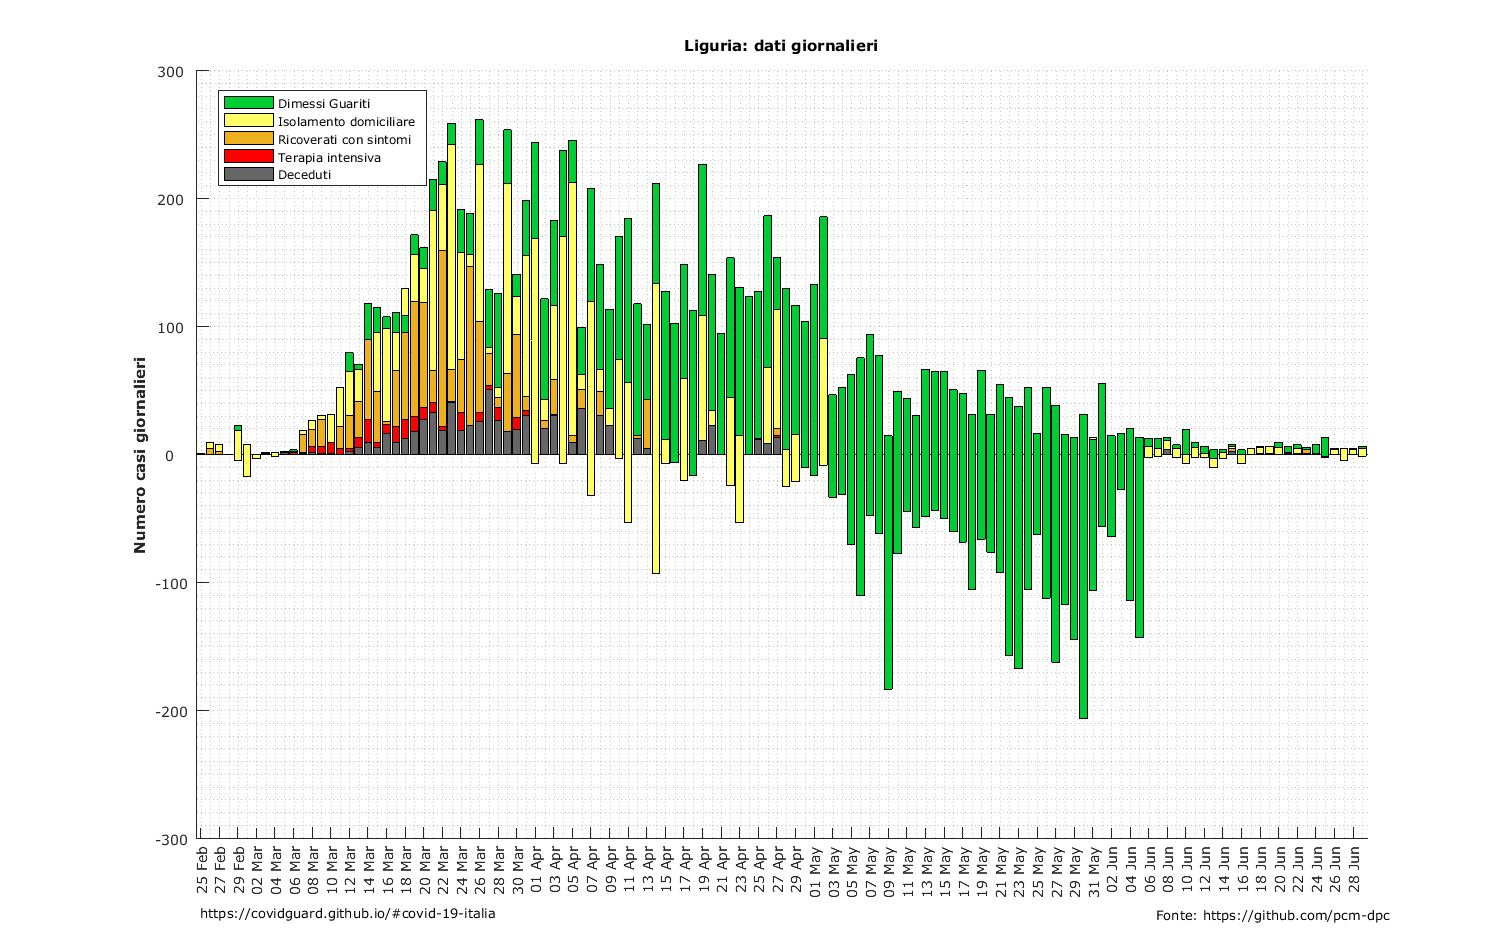 Liguria: dati giornalieri
300
200
100
0
-100
-200
-300
Numero casi giornalieri
Dimessi Guariti
Isolamento domiciliare
Ricoverati con sintomi
Terapia intensiva
Deceduti
25 Feb
27 Feb
29 Feb
02 Mar
04 Mar
06 Mar
08 Mar
10 Mar
12 Mar
14 Mar
16 Mar
18 Mar
20 Mar
22 Mar
24 Mar
26 Mar
28 Mar
30 Mar
01 Apr
03 Apr
05 Apr
07 Apr
09 Apr
11 Apr
13 Apr
15 Apr
17 Apr
19 Apr
21 Apr
23 Apr
25 Apr
27 Apr
29 Apr
01 May
03 May
05 May
07 May
09 May
11 May
13 May
15 May
17 May
19 May
21 May
23 May
25 May
27 May
29 May
31 May
02 Jun
04 Jun
06 Jun
08 Jun
10 Jun
12 Jun
14 Jun
16 Jun
18 Jun
20 Jun
22 Jun
24 Jun
26 Jun
28 Jun
https://covidguard.github.io/#covid-19-italia
Fonte: https://github.com/pcm-dpc